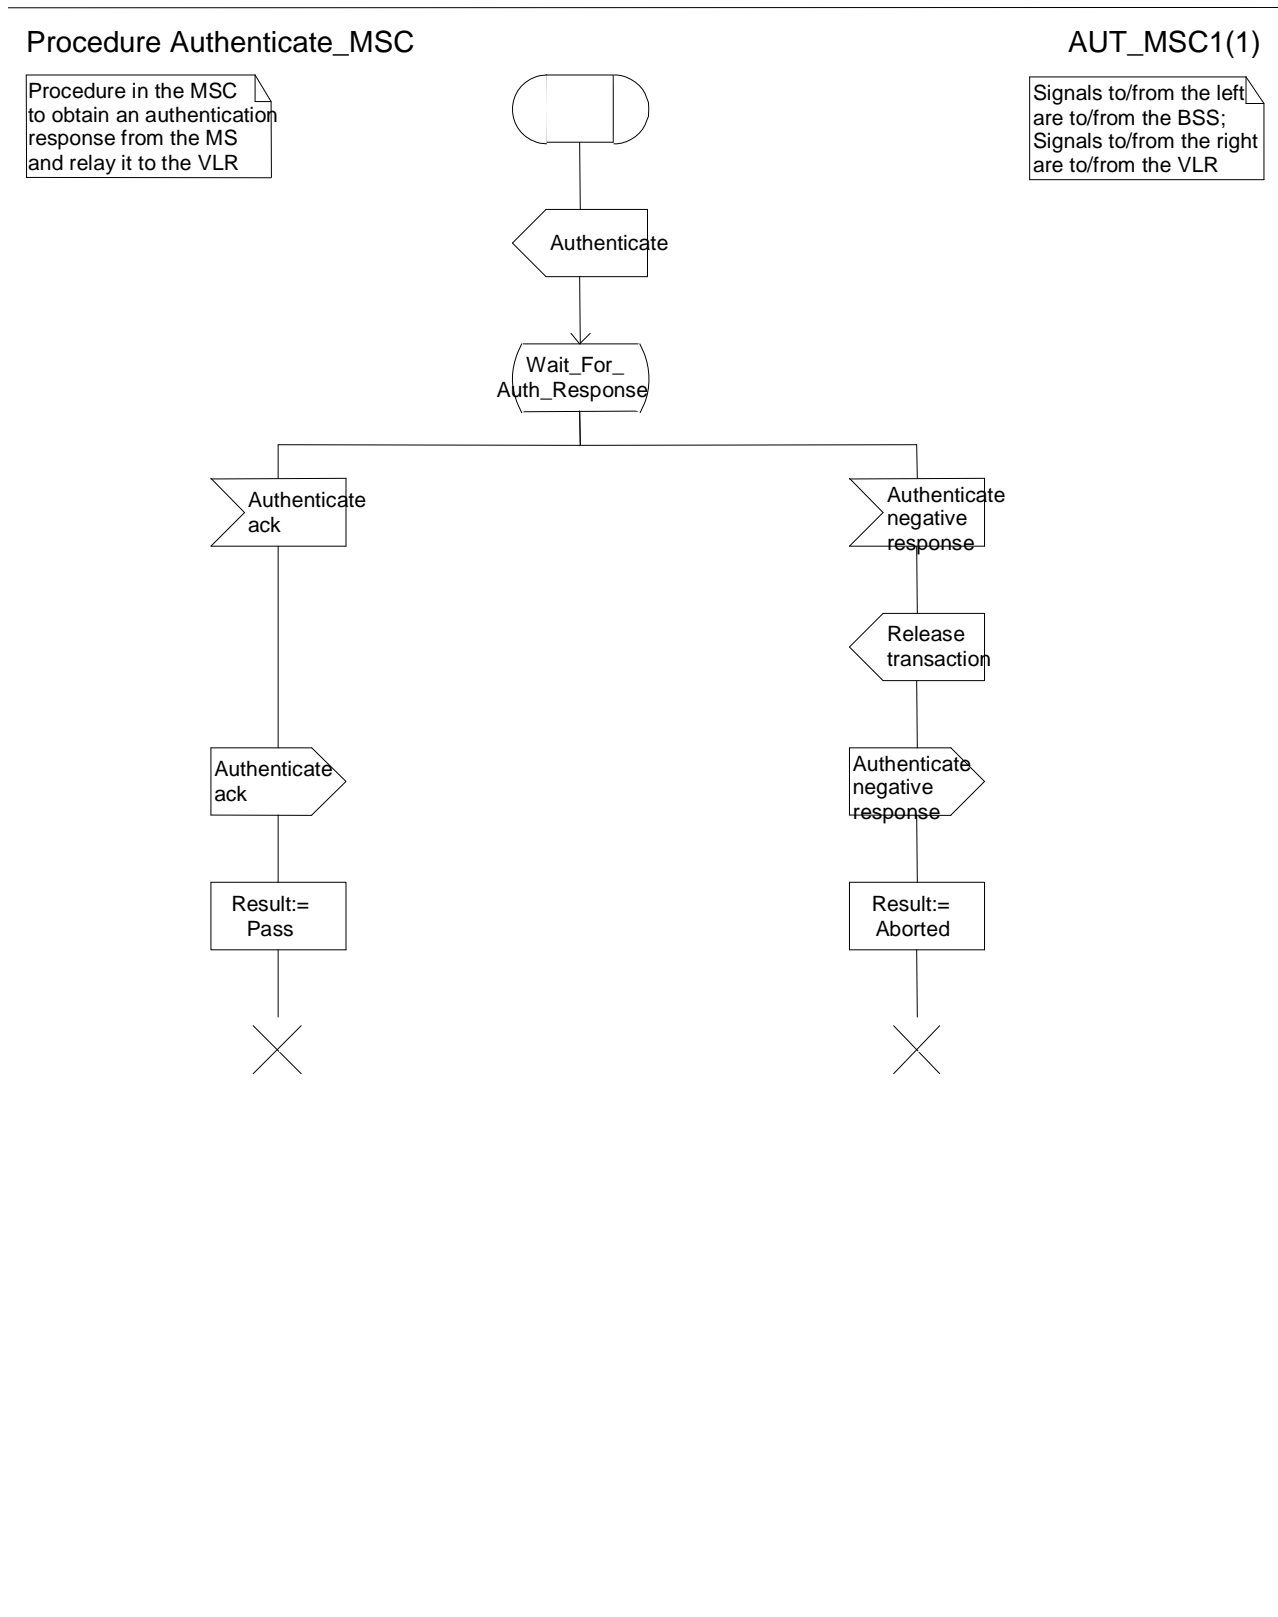 Procedure Authenticate_MSC
AUT_MSC1(1)
Procedure in the MSC
to obtain an authentication
response from the MS
and relay it to the VLR
Signals to/from the left
are to/from the BSS;
Signals to/from the right
are to/from the VLR
Authenticate
Wait_For_
Auth_Response
Authenticate
ack
Authenticate
negative
response
Release
transaction
Authenticate
ack
Authenticate
negative
response
Result:=
Pass
Result:=
Aborted